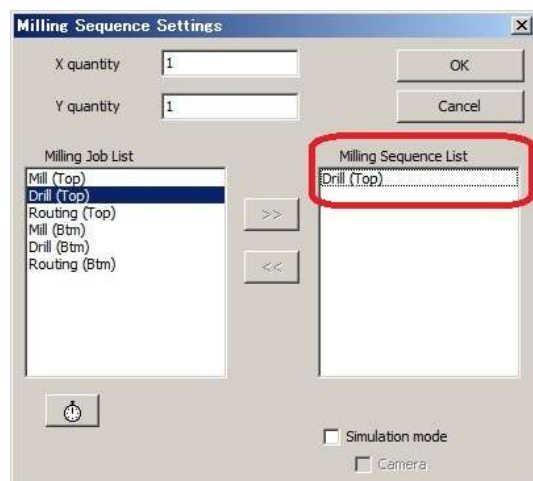 Milling Sequence Settings
X quantity 1
OK
Y quantity 1
Cancel
Milling Job List
Mill (Top)
Drill (Top)
Routing (Top)
Mill (Btm)
Drill (Btm)
Routing (Btm)
>>
<<
Milling Sequence List
Drill (Top)
Simulation mode
Camera